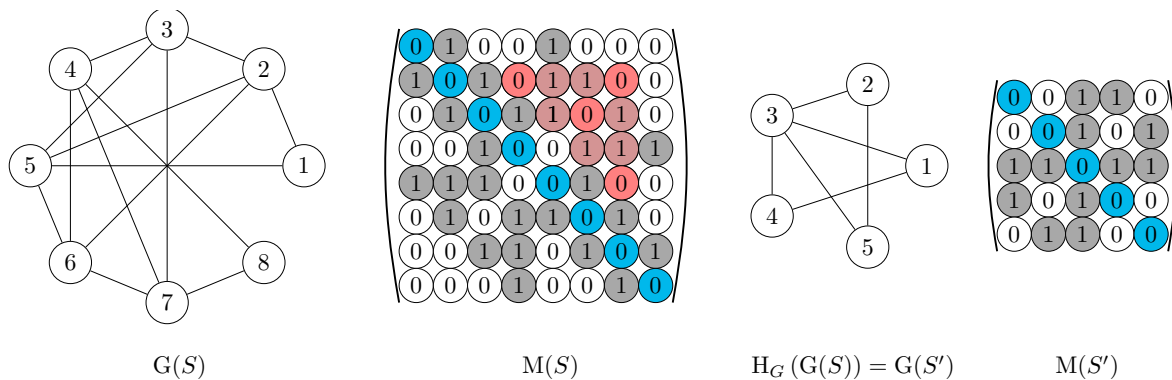 3
4 2
5 1
6 8
7
G(S)
0 1 0 0 1 0 0 0
1 0 1 0 1 1 0 0
0 1 0 1 1 0 1 0
0 0 1 0 0 1 1 1
1 1 1 0 0 1 0 0
0 1 0 1 1 0 1 0
0 0 1 1 0 1 0 1
0 0 0 1 0 0 1 0
M(S)
2
3
1
4
5
H_G (G(S)) = G(S′)
0 0 1 1 0
0 0 1 0 1
1 1 0 1 1
1 0 1 0 0
0 1 1 0 0
M(S′)